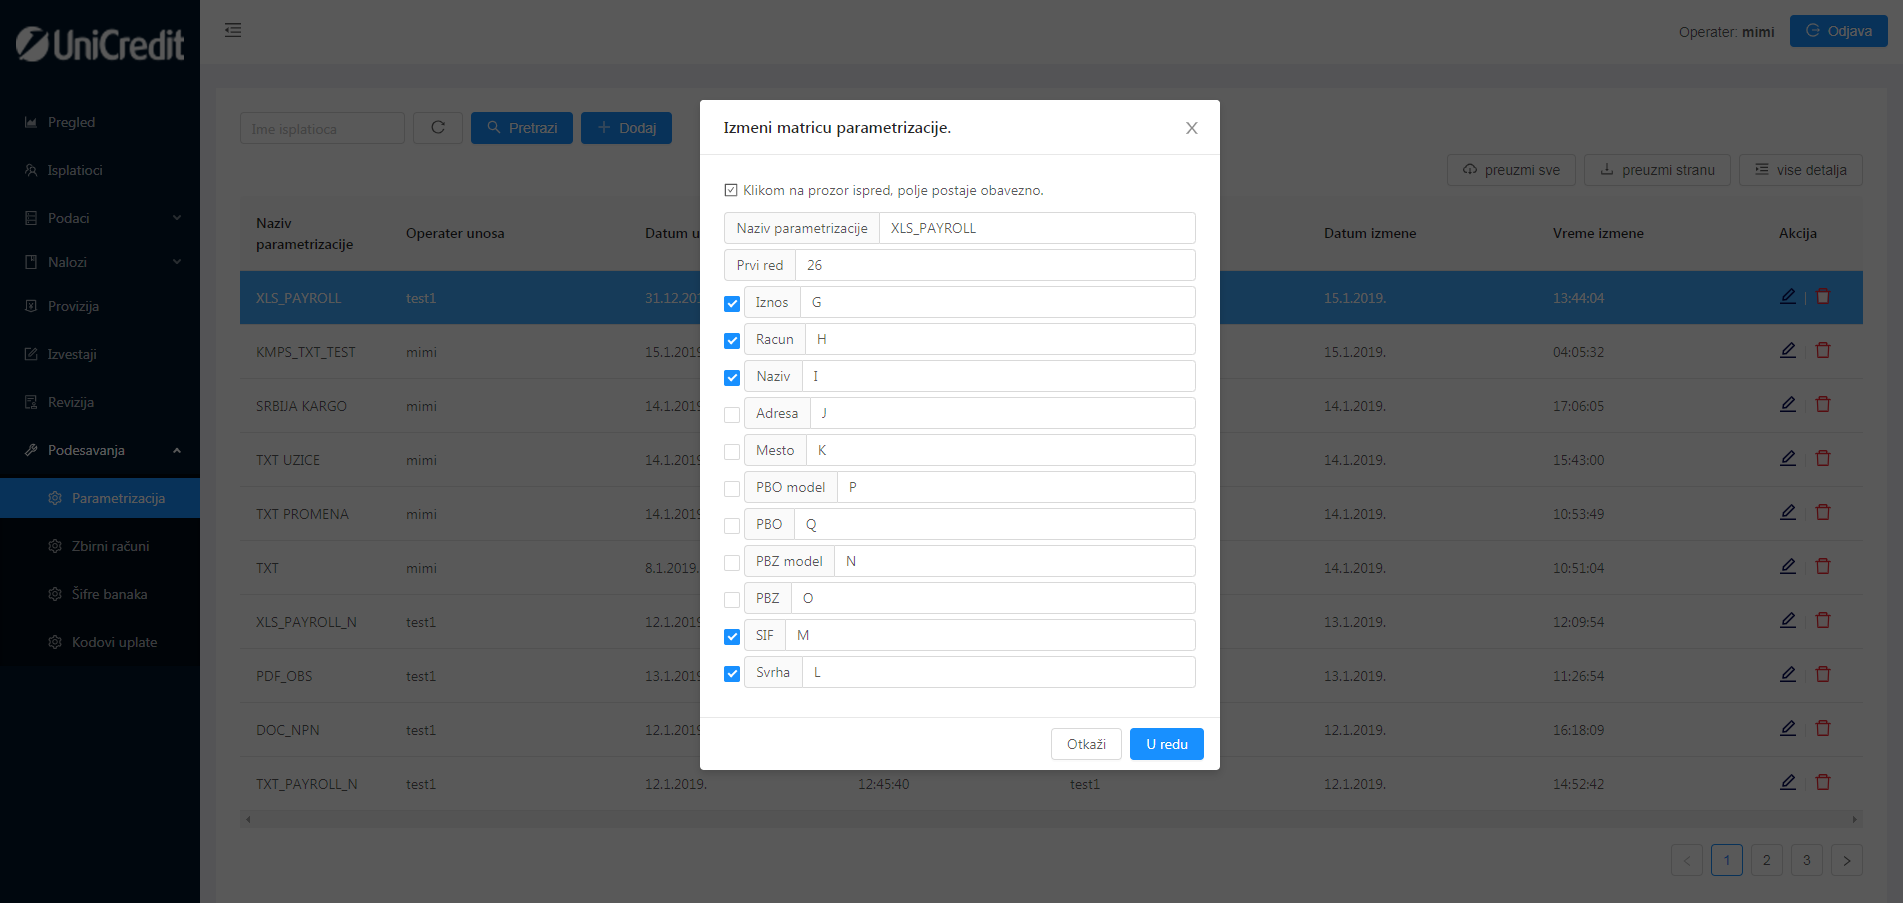 UniCredit
Operater: mimi
Odjava
Pregled
Isplatioci
Podaci
Nalozi
Provizija
Izvestaji
Revizija
Podesavanja
Parametrizacija
Zbirni računi
Šifre banaka
Kodovi uplate
Ime isplatioca
Pretrazi
Dodaj
preuzmi sve
preuzmi stranu
vise detalja
Naziv
parametrizacije
Operater unosa
Datum u
Datum izmene
Vreme izmene
Akcija
XLS_PAYROLL test1 31.12.20 15.1.2019. 13:44:04
KMPS_TXT_TEST mimi 15.1.2019 15.1.2019. 04:05:32
SRBIJA KARGO mimi 14.1.2019 14.1.2019. 17:06:05
TXT UZICE mimi 14.1.2019 14.1.2019. 15:43:00
TXT PROMENA mimi 14.1.2019 14.1.2019. 10:53:49
TXT mimi 8.1.2019. 14.1.2019. 10:51:04
XLS_PAYROLL_N test1 12.1.2019 13.1.2019. 12:09:54
PDF_OBS test1 13.1.2019 13.1.2019. 11:26:54
DOC_NPN test1 12.1.2019 12.1.2019. 16:18:09
TXT_PAYROLL_N test1 12.1.2019. 12:45:40 test1 12.1.2019. 14:52:42
1 2 3
Izmeni matricu parametrizacije.
Klikom na prozor ispred, polje postaje obavezno.
Naziv parametrizacije XLS_PAYROLL
Prvi red 26
Iznos G
Racun H
Naziv I
Adresa J
Mesto K
PBO model P
PBO Q
PBZ model N
PBZ O
SIF M
Svrha L
Otkaži
U redu